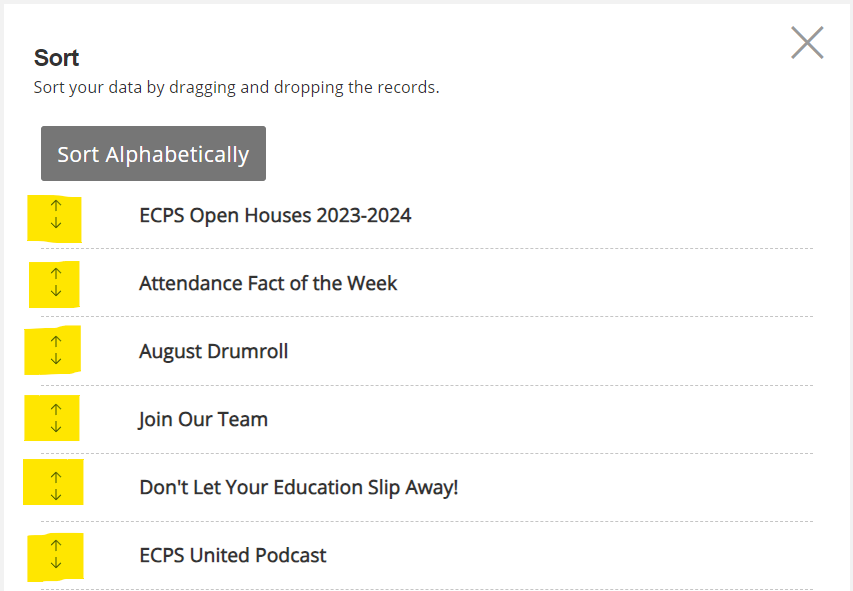 Sort
Sort your data by dragging and dropping the records.
Sort Alphabetically
ECPS Open Houses 2023-2024
Attendance Fact of the Week
August Drumroll
Join Our Team
Don't Let Your Education Slip Away!
ECPS United Podcast